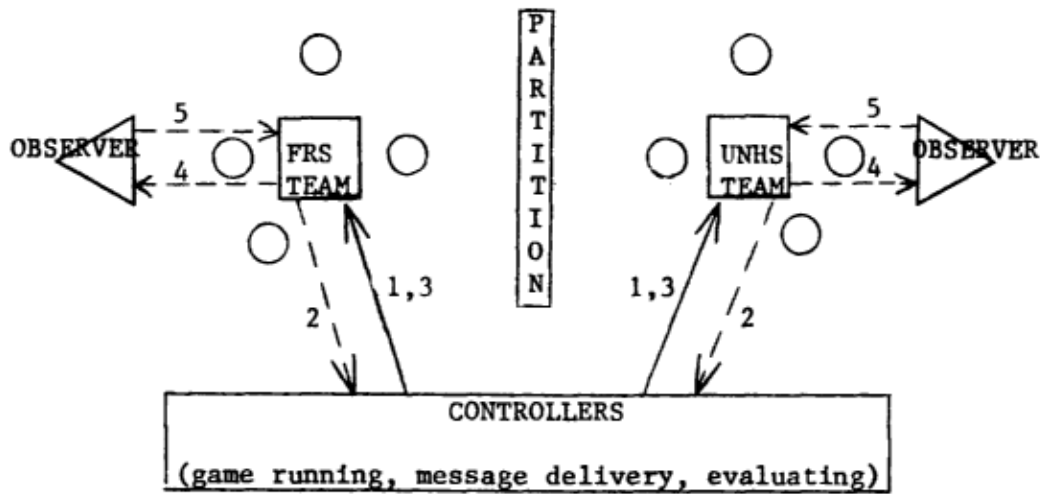 PARTITION
5
5
OBSERVER
FRS
TEAM
4
UNHS
TEAM
OBSERVER
4
1,3
1,3
2
2
CONTROLLERS
(game running, message delivery, evaluating)